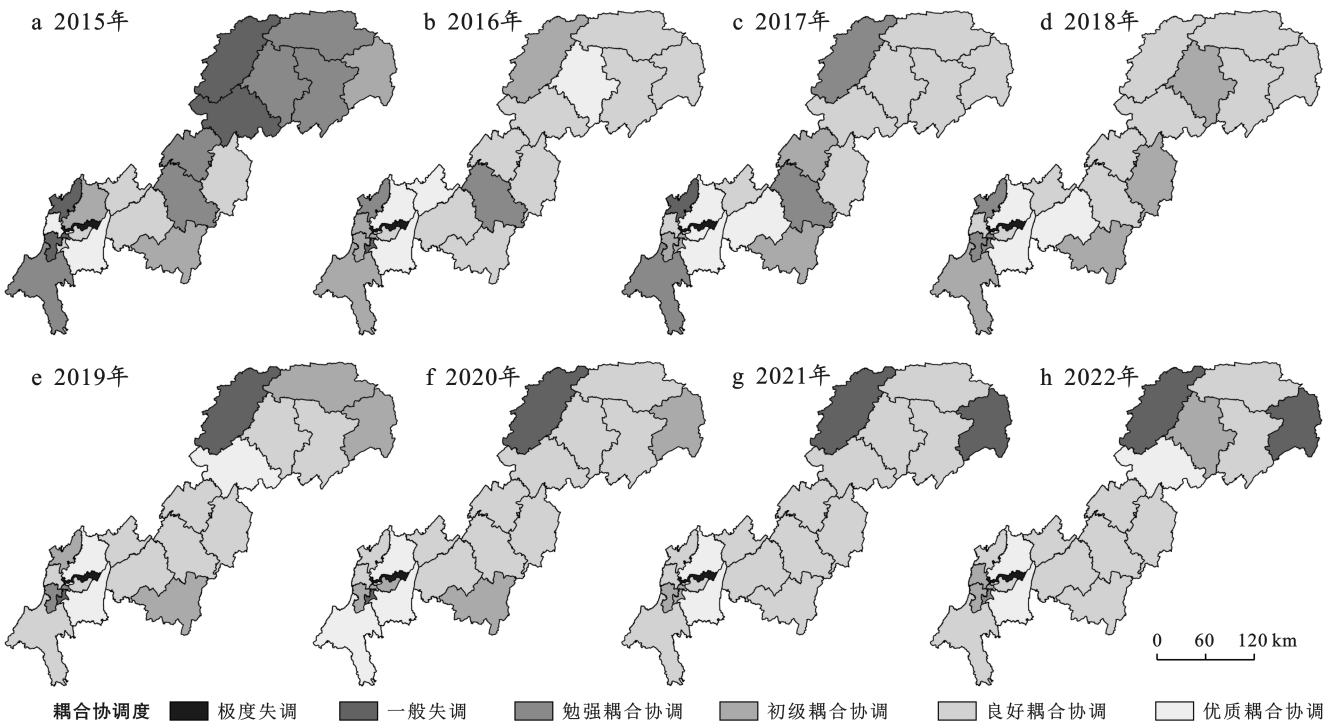 a 2015年
b 2016年
c 2017年
d 2018年
e 2019年
f 2020年
g 2021年
h 2022年
0 60 120 km
耦合协调度 极度失调 一般失调 勉强耦合协调 初级耦合协调 良好耦合协调 优质耦合协调